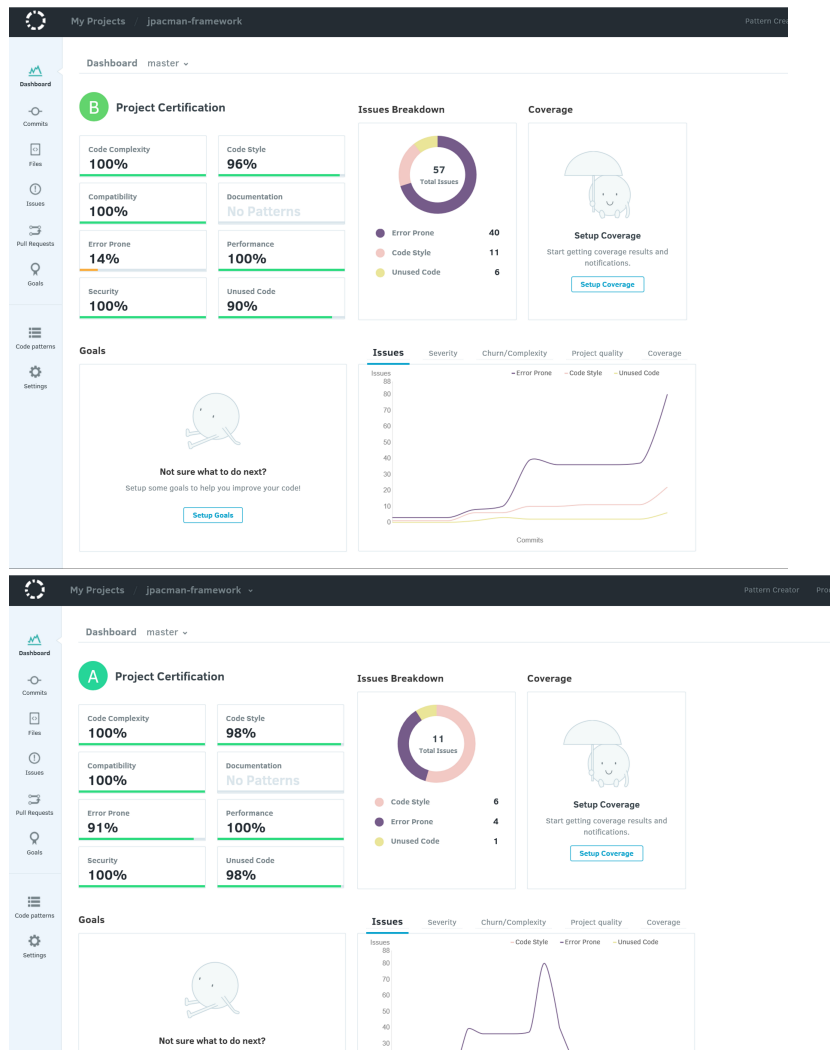 My Projects / jpacman-framework
Pattern
Dashboard master
Dashboard
Commits
Files
Issues
Pull Requests
Goals
Code patterns
Settings
B Project Certification
Code Complexity
100%
Code Style
96%
Compatibility
100%
Documentation
No Patterns
Error Prone
14%
Performance
100%
Security
100%
Unused Code
90%
Issues Breakdown
57
Total Issues
Error Prone 40
Code Style 11
Unused Code 6
Coverage
Setup Coverage
Start getting coverage results and
notifications.
Setup Coverage
Goals
Not sure what to do next?
Setup some goals to help you improve your code!
Setup Goals
Issues Severity Churn/Complexity Project quality Coverage
Issues
Error Prone Code Style Unused Code
88
80
70
60
50
40
30
20
10
0
Commits
My Projects / jpacman-framework
Pattern Creator
Dashboard master
Dashboard
Commits
Files
Issues
Pull Requests
Goals
Code patterns
Settings
A Project Certification
Code Complexity
100%
Code Style
98%
Compatibility
100%
Documentation
No Patterns
Error Prone
91%
Performance
100%
Security
100%
Unused Code
98%
Issues Breakdown
11
Total Issues
Code Style 6
Error Prone 4
Unused Code 1
Coverage
Setup Coverage
Start getting coverage results and
notifications.
Setup Coverage
Goals
Not sure what to do next?
Issues Severity Churn/Complexity Project quality Coverage
Issues
Code Style Error Prone Unused Code
88
80
70
60
50
40
30